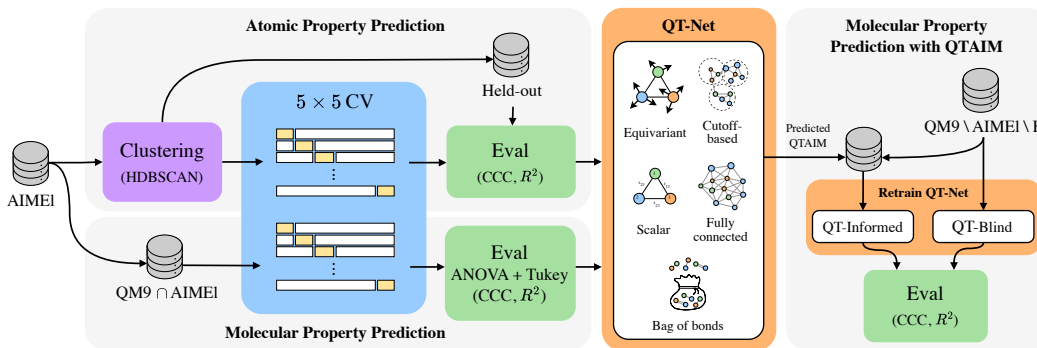 Atomic Property Prediction
Held-out
5 × 5 CV
Clustering
(HDBSCAN)
Eval
(CCC, R²)
AIMEl
QM9 ∩ AIMEl
Eval
ANOVA + Tukey
(CCC, R²)
Molecular Property Prediction
QT-Net
Equivariant
Cutoff-
based
Scalar
Fully
connected
Bag of bonds
Molecular Property
Prediction with QTAIM
QM9 \ AIMEl \ H
Predicted
QTAIM
Retrain QT-Net
QT-Informed
QT-Blind
Eval
(CCC, R²)